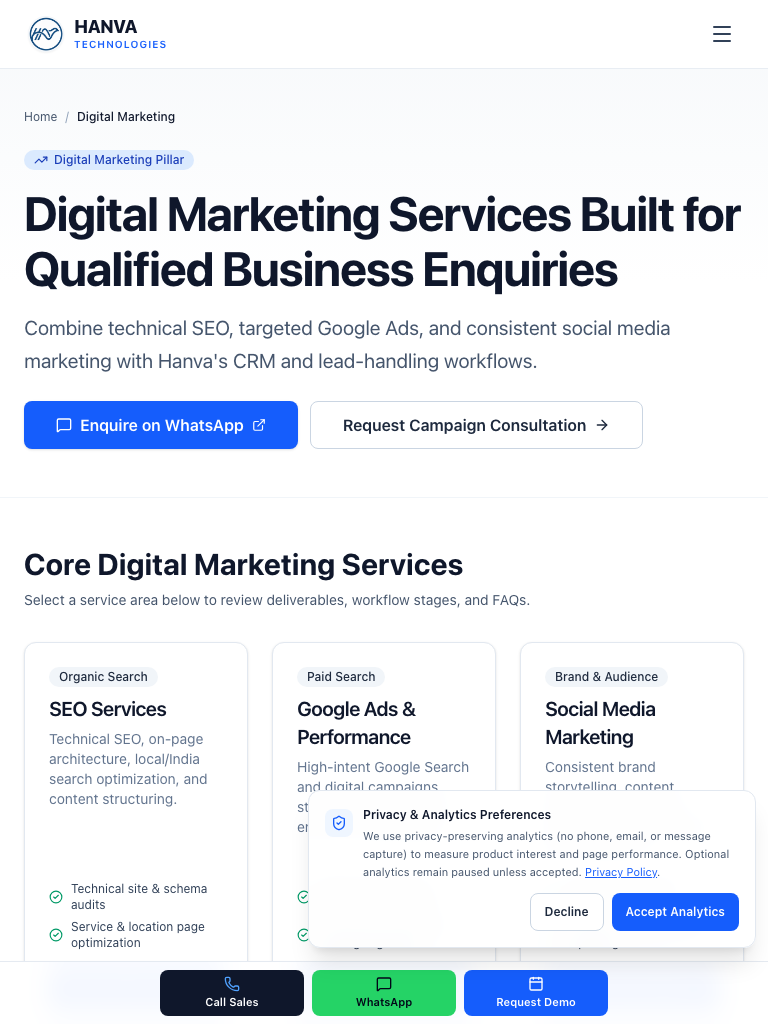 HANVA
TECHNOLOGIES
Home / Digital Marketing
Digital Marketing Pillar
Digital Marketing Services Built for
Qualified Business Enquiries
Combine technical SEO, targeted Google Ads, and consistent social media
marketing with Hanva's CRM and lead-handling workflows.
Enquire on WhatsApp
Request Campaign Consultation
Core Digital Marketing Services
Select a service area below to review deliverables, workflow stages, and FAQs.
Organic Search
SEO Services
Technical SEO, on-page
architecture, local/India
search optimization, and
content structuring.
Technical site & schema
audits
Service & location page
optimization
Paid Search
Google Ads &
Performance
High-intent Google Search
and digital campaigns
Brand & Audience
Social Media
Marketing
Consistent brand
storytelling, content
Privacy & Analytics Preferences
We use privacy-preserving analytics (no phone, email, or message
capture) to measure product interest and page performance. Optional
analytics remain paused unless accepted. Privacy Policy.
Decline
Accept Analytics
Call Sales
WhatsApp
Request Demo